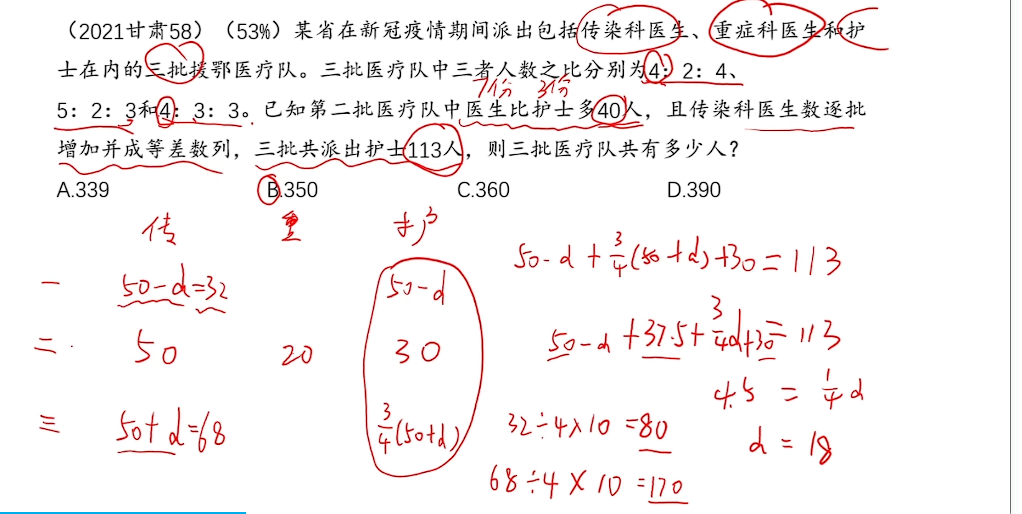 （2021甘肃58）（53%）某省在新冠疫情期间派出包括传染科医生、重症科医生和护
士在内的三批援鄂医疗队。三批医疗队中三者人数之比分别为4：2：4、
7份 3份
5：2：3和4：3：3。已知第二批医疗队中医生比护士多40人，且传染科医生数逐批
增加并成等差数列，三批共派出护士113人，则三批医疗队共有多少人？
A.339 B.350 C.360 D.390
传 重 护
50-d+3/4(50+d)+30=113
一 50-d=32 50-d
二 50 20 30
50-d+37.5+3/4d+30=113
4.5=1/4d
三 50+d=68 3/4(50+d)
32÷4×10=80
d=18
68÷4×10=170